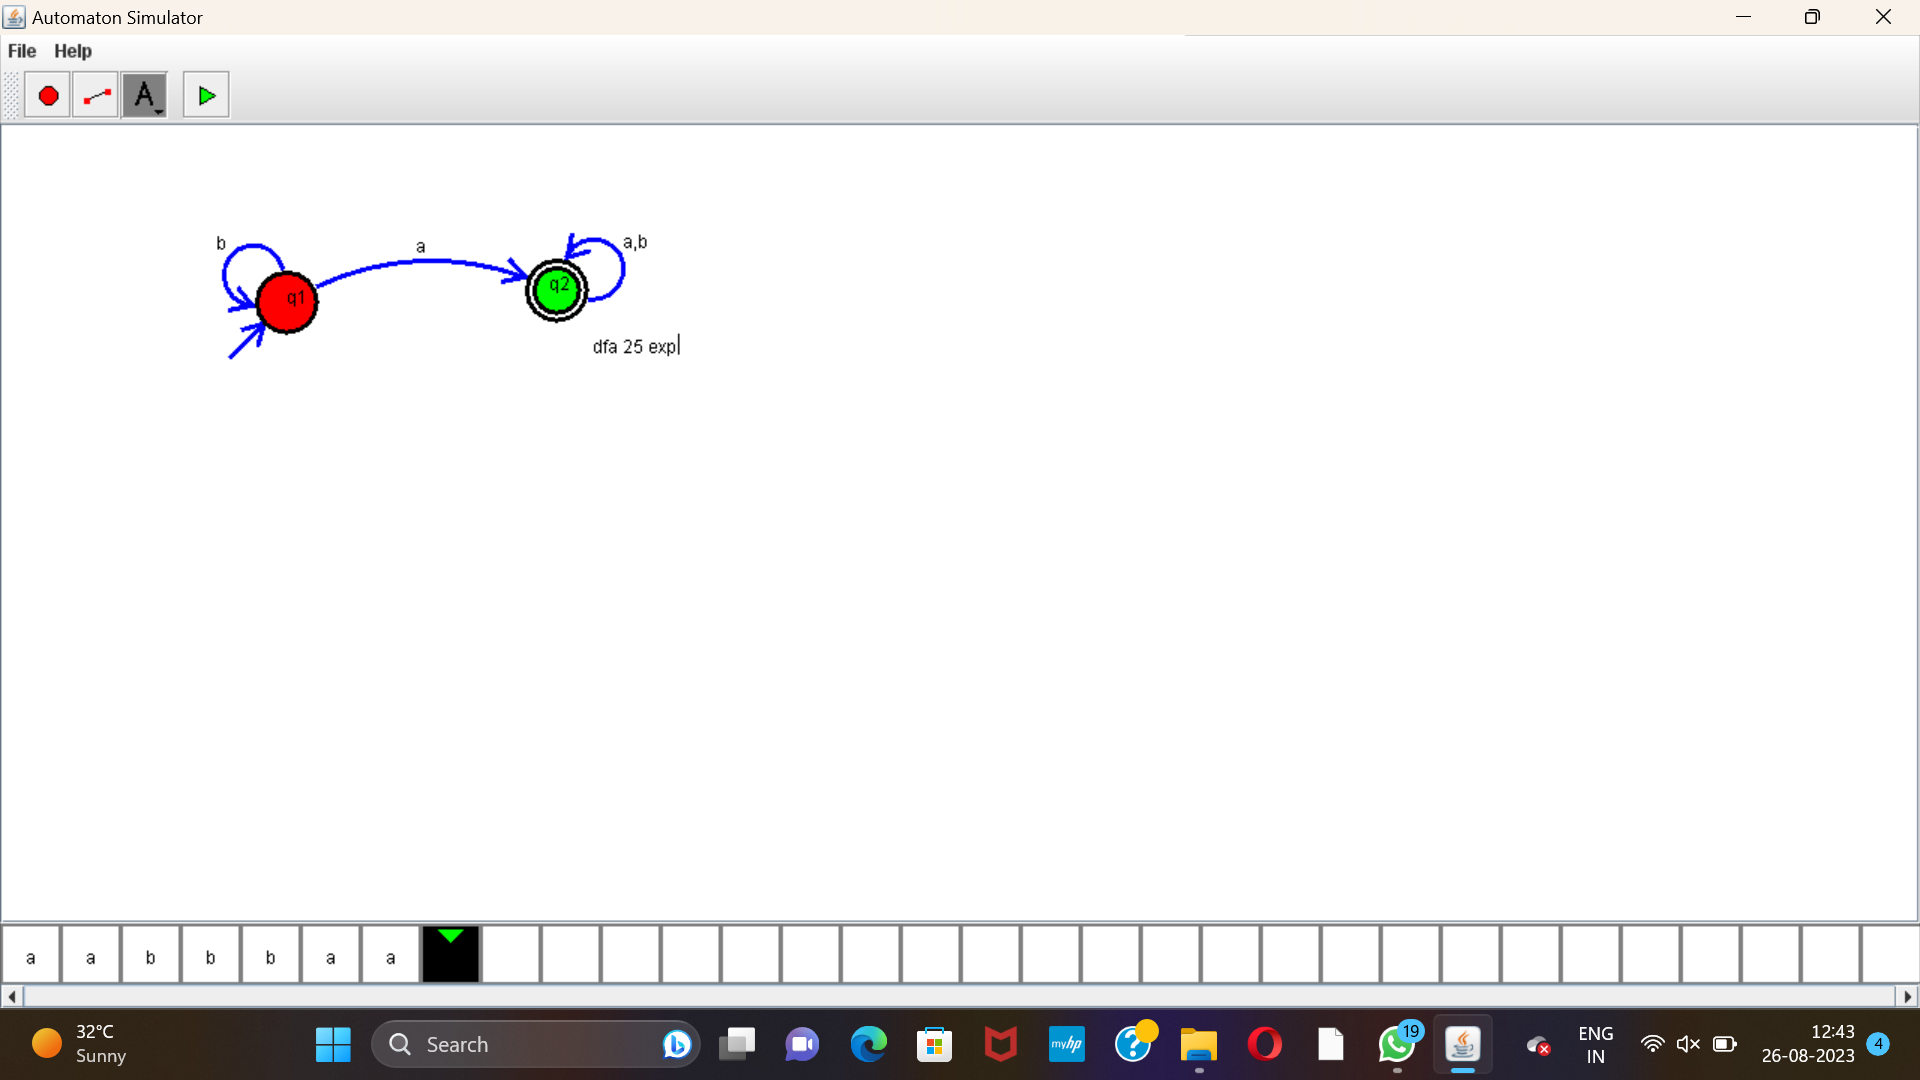 Automaton Simulator
File Help
A
b
a
a,b
q1
q2
dfa 25 exp
a a b b b a a
32°C
Sunny
Search
myhp
?
19
ENG
IN
12:43
26-08-2023
4